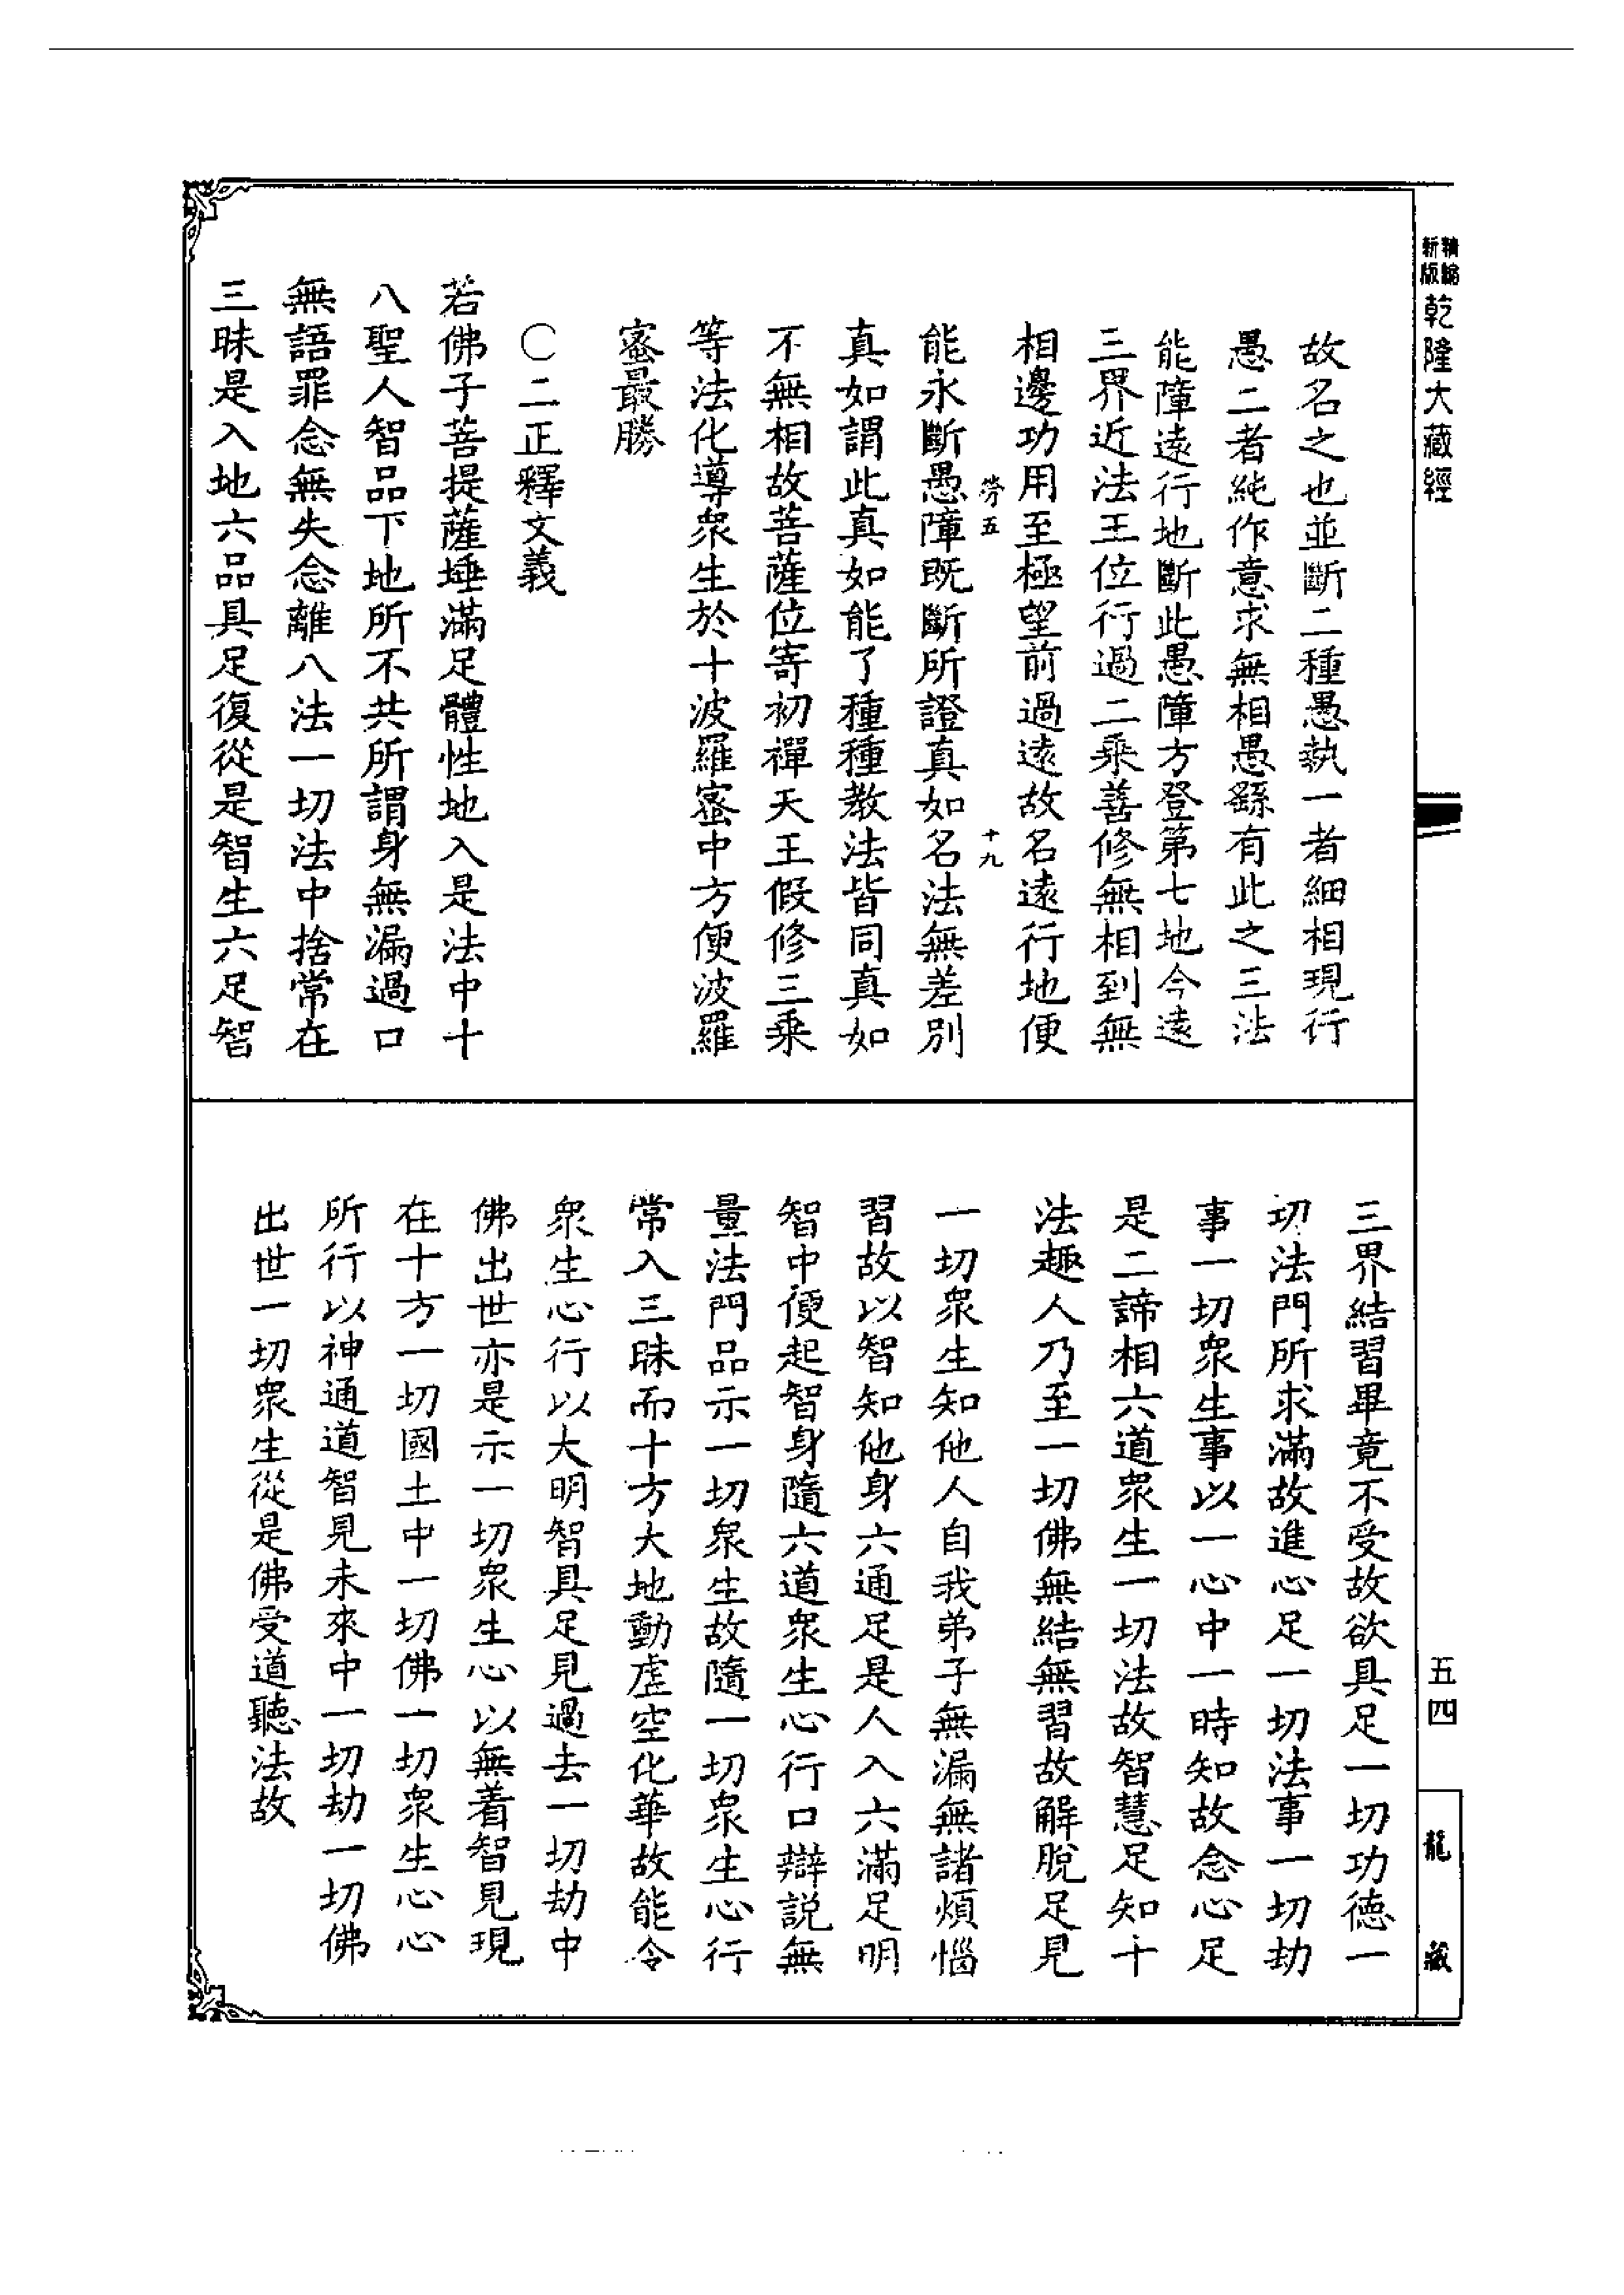 精縮
新版
乾隆大藏經
故名之也並斷二種愚執一者細相現行
愚二者純作意求無相愚繇有此之三法
能障遠行地斷此愚障方登第七地今遠
三界近法王位行過二乘善修無相到無
相邊功用至極望前過遠故名遠行地便
勞五
十九
能永斷愚障既斷所證真如名法無差別
真如謂此真如能了種種教法皆同真如
不無相故菩薩位寄初禪天王假修三乘
等法化導衆生於十波羅蜜中方便波羅
蜜最勝
〇二正釋文義
若佛子菩提薩埵滿足體性地入是法中十
八聖人智品下地所不共所謂身無漏過口
無語罪念無失念離八法一切法中捨常在
三昧是入地六品具足復從是智生六足智
三界結習畢竟不受故欲具足一切功德一
切法門所求滿故進心足一切法事一切劫
事一切衆生事以一心中一時知故念心足
是二諦相六道衆生一切法故智慧足知十
法趣人乃至一切佛無結無習故解脫足見
一切衆生知他人自我弟子無漏無諸煩惱
習故以智知他身六通足是人入六滿足明
智中便起智身隨六道衆生心行口辯説無
量法門品示一切衆生故隨一切衆生心行
常入三昧而十方大地動虛空化華故能令
衆生心行以大明智具足見過去一切劫中
佛出世亦是示一切衆生心以無着智見現
在十方一切國土中一切佛一切衆生心心
所行以神通道智見未來中一切劫一切佛
出世一切衆生從是佛受道聽法故
五四
龍藏